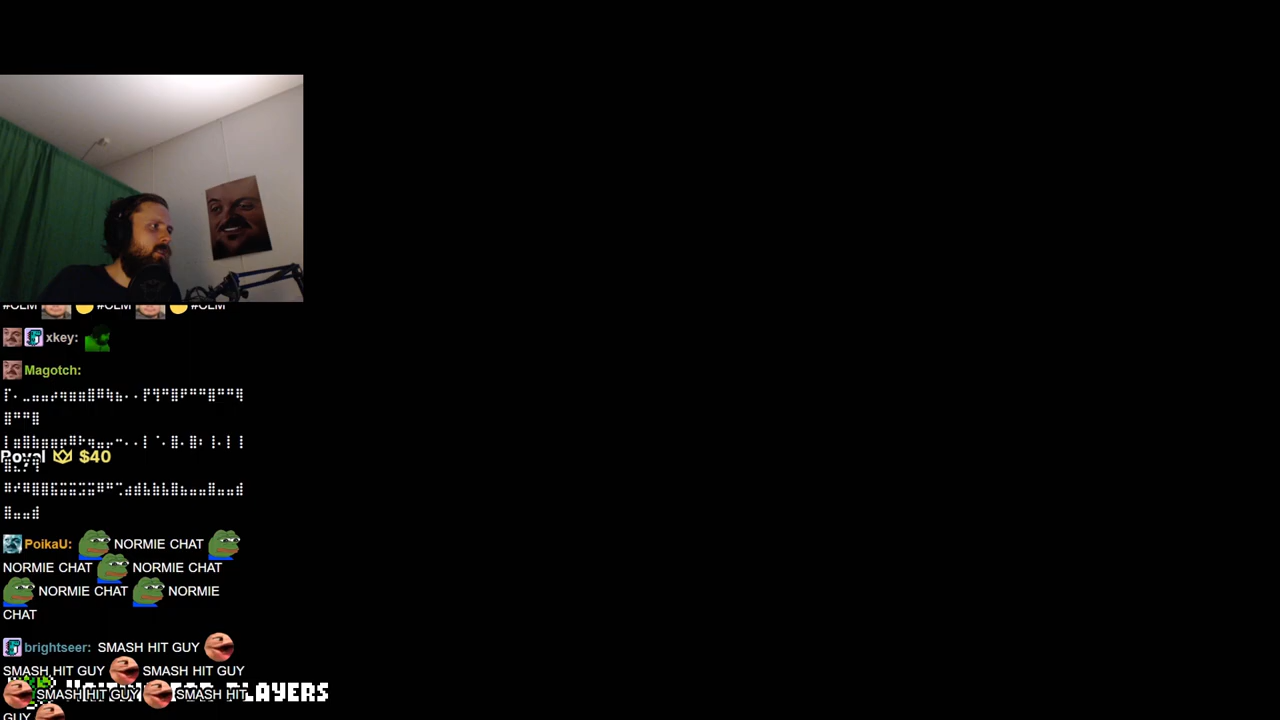 #OLM #OLM #OLM
xkey:
Magotch:
Royal $40
PoikaU: NORMIE CHAT
NORMIE CHAT NORMIE CHAT
NORMIE CHAT NORMIE
CHAT
brightseer: SMASH HIT GUY
SMASH HIT GUY SMASH HIT GUY
SMASH HIT GUY SMASH HIT
PLAYERS
GUY